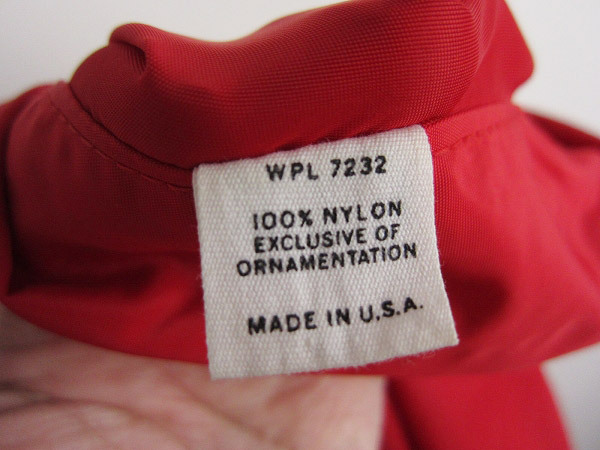 WPL 7232
100% NYLON
EXCLUSIVE OF
ORNAMENTATION
MADE IN U.S.A.